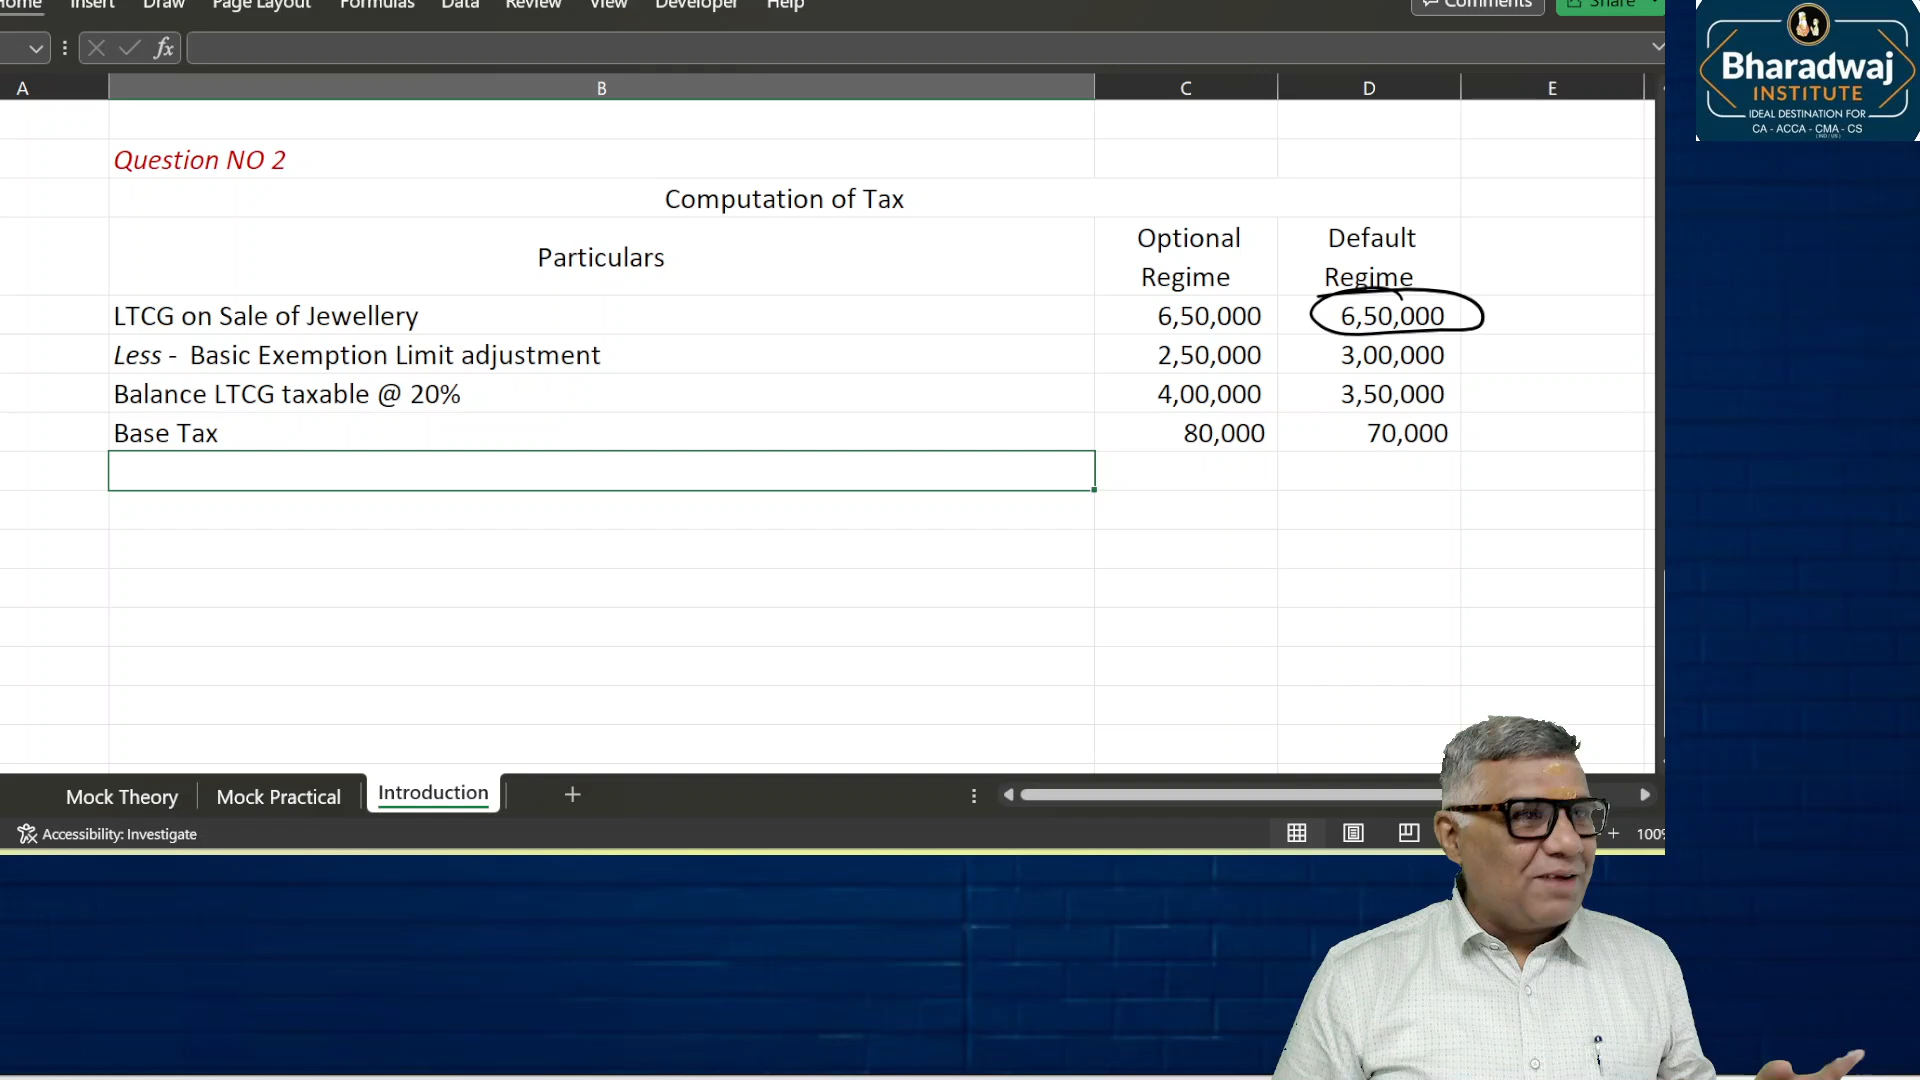 Home Insert Draw Page Layout Formulas Data Review View Developer Help Comments Share
fx
A B C D E
Question NO 2
Computation of Tax
Particulars Optional Regime Default Regime
LTCG on Sale of Jewellery 6,50,000 6,50,000
Less - Basic Exemption Limit adjustment 2,50,000 3,00,000
Balance LTCG taxable @ 20% 4,00,000 3,50,000
Base Tax 80,000 70,000
Mock Theory Mock Practical Introduction +
Accessibility: Investigate + 100%
Bharadwaj
INSTITUTE
IDEAL DESTINATION FOR
CA - ACCA - CMA - CS